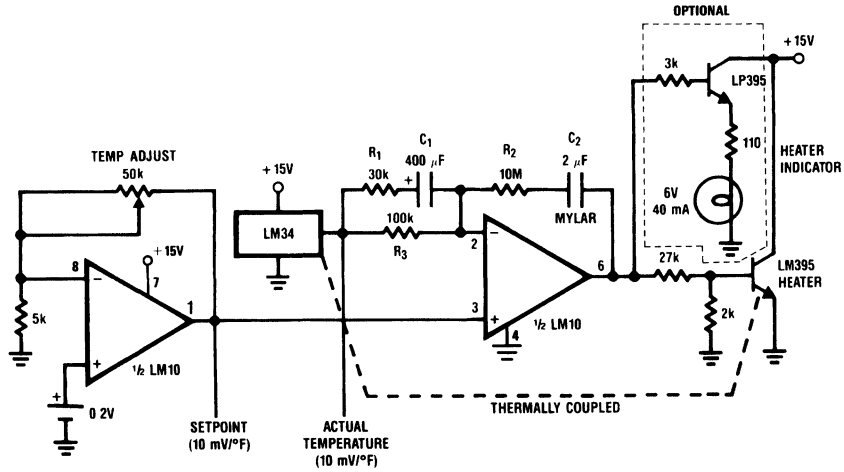 OPTIONAL
+15V
3k
LP395
110
HEATER
INDICATOR
6V
40 mA
TEMP ADJUST
50k
+15V
LM34
R1
30k
C1
400 μF
+
R2
10M
C2
2 μF
MYLAR
100k
R3
+15V
8
7
1
−
+
5k
½ LM10
+
0 2V
2
3
6
4
−
+
½ LM10
27k
2k
LM395
HEATER
THERMALLY COUPLED
SETPOINT
(10 mV/°F)
ACTUAL
TEMPERATURE
(10 mV/°F)